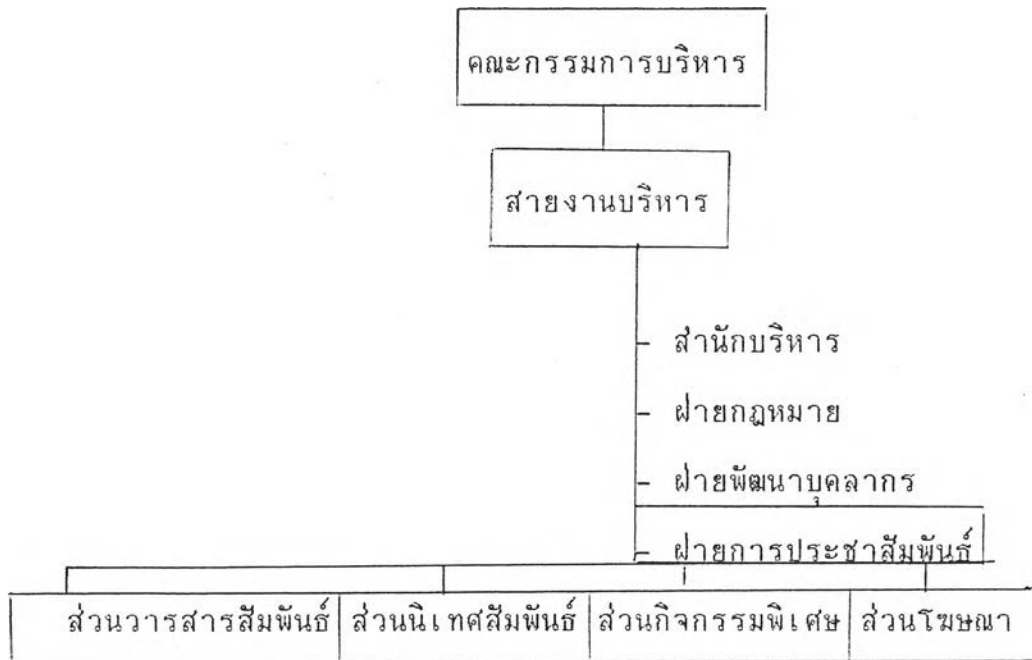 คณะกรรมการบริหาร
สายงานบริหาร
- สำนักบริหาร
- ฝ่ายกฎหมาย
- ฝ่ายพัฒนาบุคลากร
- ฝ่ายการประชาสัมพันธ์
ส่วนวารสารสัมพันธ์ ส่วนนิเทศสัมพันธ์ ส่วนกิจกรรมพิเศษ ส่วนโฆษณา